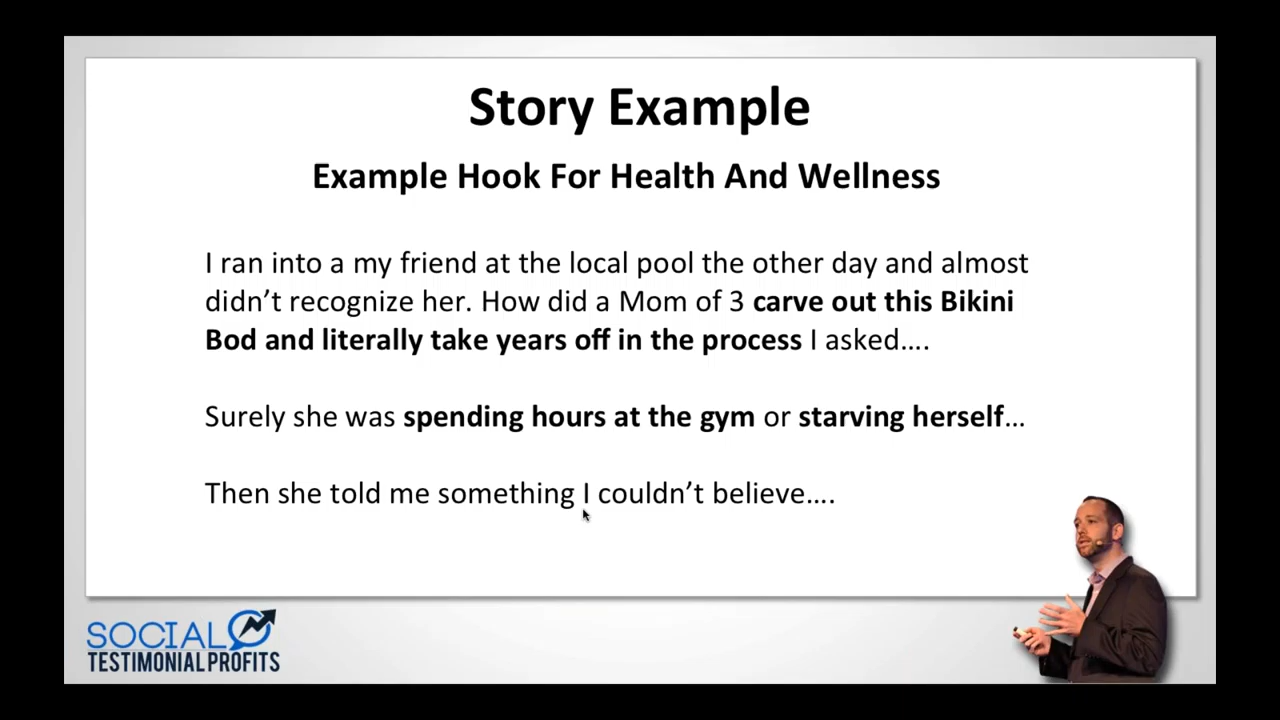 Story Example
Example Hook For Health And Wellness
I ran into a my friend at the local pool the other day and almost
didn’t recognize her. How did a Mom of 3 carve out this Bikini
Bod and literally take years off in the process I asked….
Surely she was spending hours at the gym or starving herself…
Then she told me something I couldn’t believe….
SOCIAL
TESTIMONIAL PROFITS